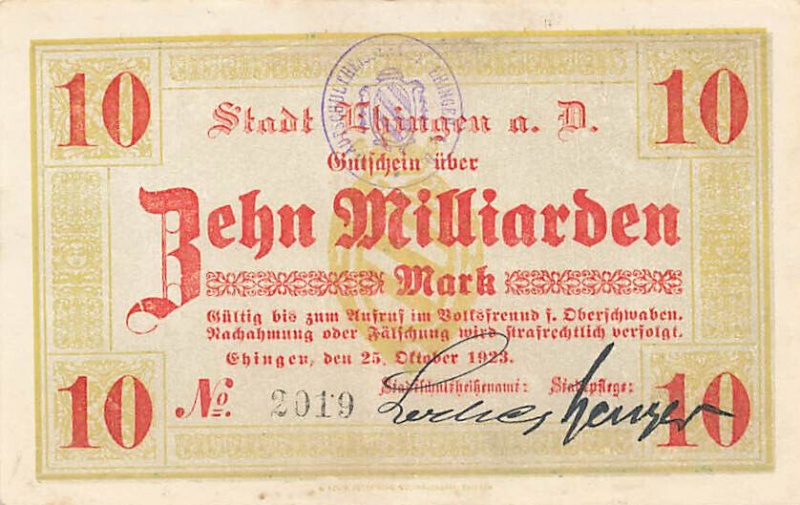 10 10
Stadt Ehingen a. D.
Gutschein über
Zehn Milliarden
Mark
Gültig bis zum Aufruf im Volksfreund f. Oberschwaben.
Nachahmung oder Fälschung wird strafrechtlich verfolgt.
Ehingen, den 25. Oktober 1923.
Stadtschultheißenamt: Stadtpflege:
10 No. 2019 10